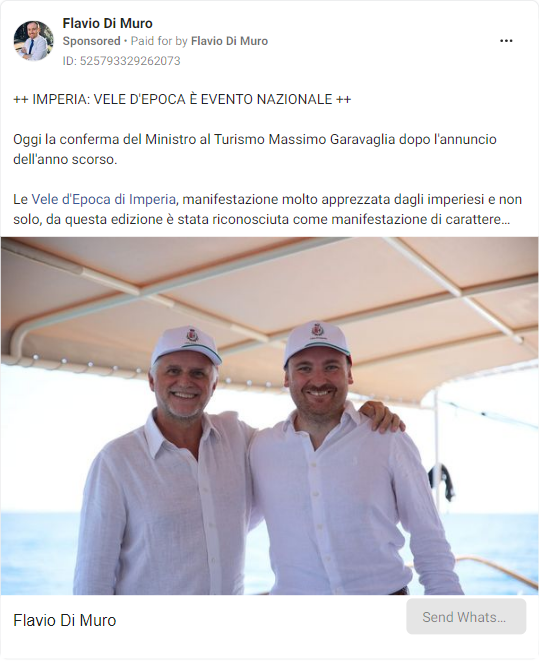 Flavio Di Muro
Sponsored • Paid for by Flavio Di Muro
ID: 525793329262073
++ IMPERIA: VELE D'EPOCA È EVENTO NAZIONALE ++
Oggi la conferma del Ministro al Turismo Massimo Garavaglia dopo l'annuncio
dell'anno scorso.
Le Vele d'Epoca di Imperia, manifestazione molto apprezzata dagli imperiesi e non
solo, da questa edizione è stata riconosciuta come manifestazione di carattere...
Flavio Di Muro
Send Whats...